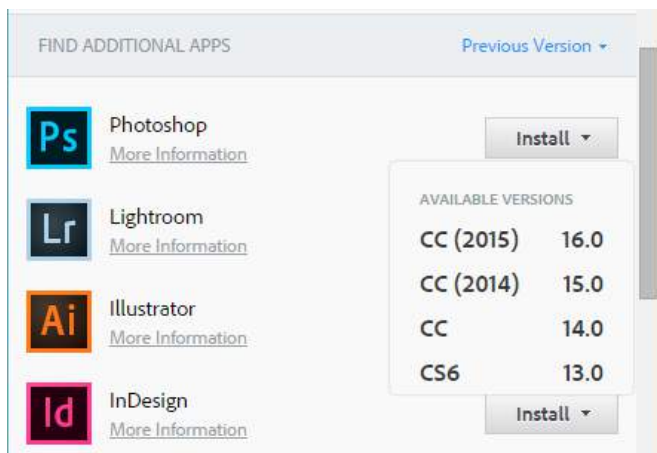 FIND ADDITIONAL APPS Previous Version
Ps Photoshop Install
More Information
AVAILABLE VERSIONS
Lr Lightroom
More Information
CC (2015) 16.0
CC (2014) 15.0
Ai Illustrator
More Information
CC 14.0
CS6 13.0
Id InDesign Install
More Information